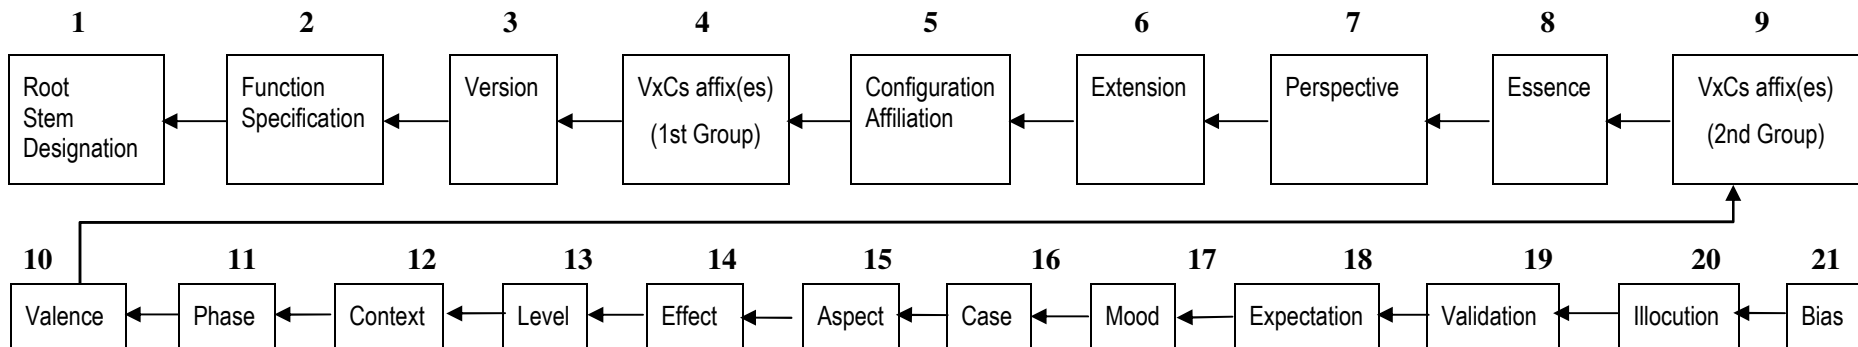 1 2 3 4 5 6 7 8 9
Root
Stem
Designation
Function
Specification
Version
VxCs affix(es)
(1st Group)
Configuration
Affiliation
Extension
Perspective
Essence
VxCs affix(es)
(2nd Group)
10 11 12 13 14 15 16 17 18 19 20 21
Valence
Phase
Context
Level
Effect
Aspect
Case
Mood
Expectation
Validation
Illocution
Bias